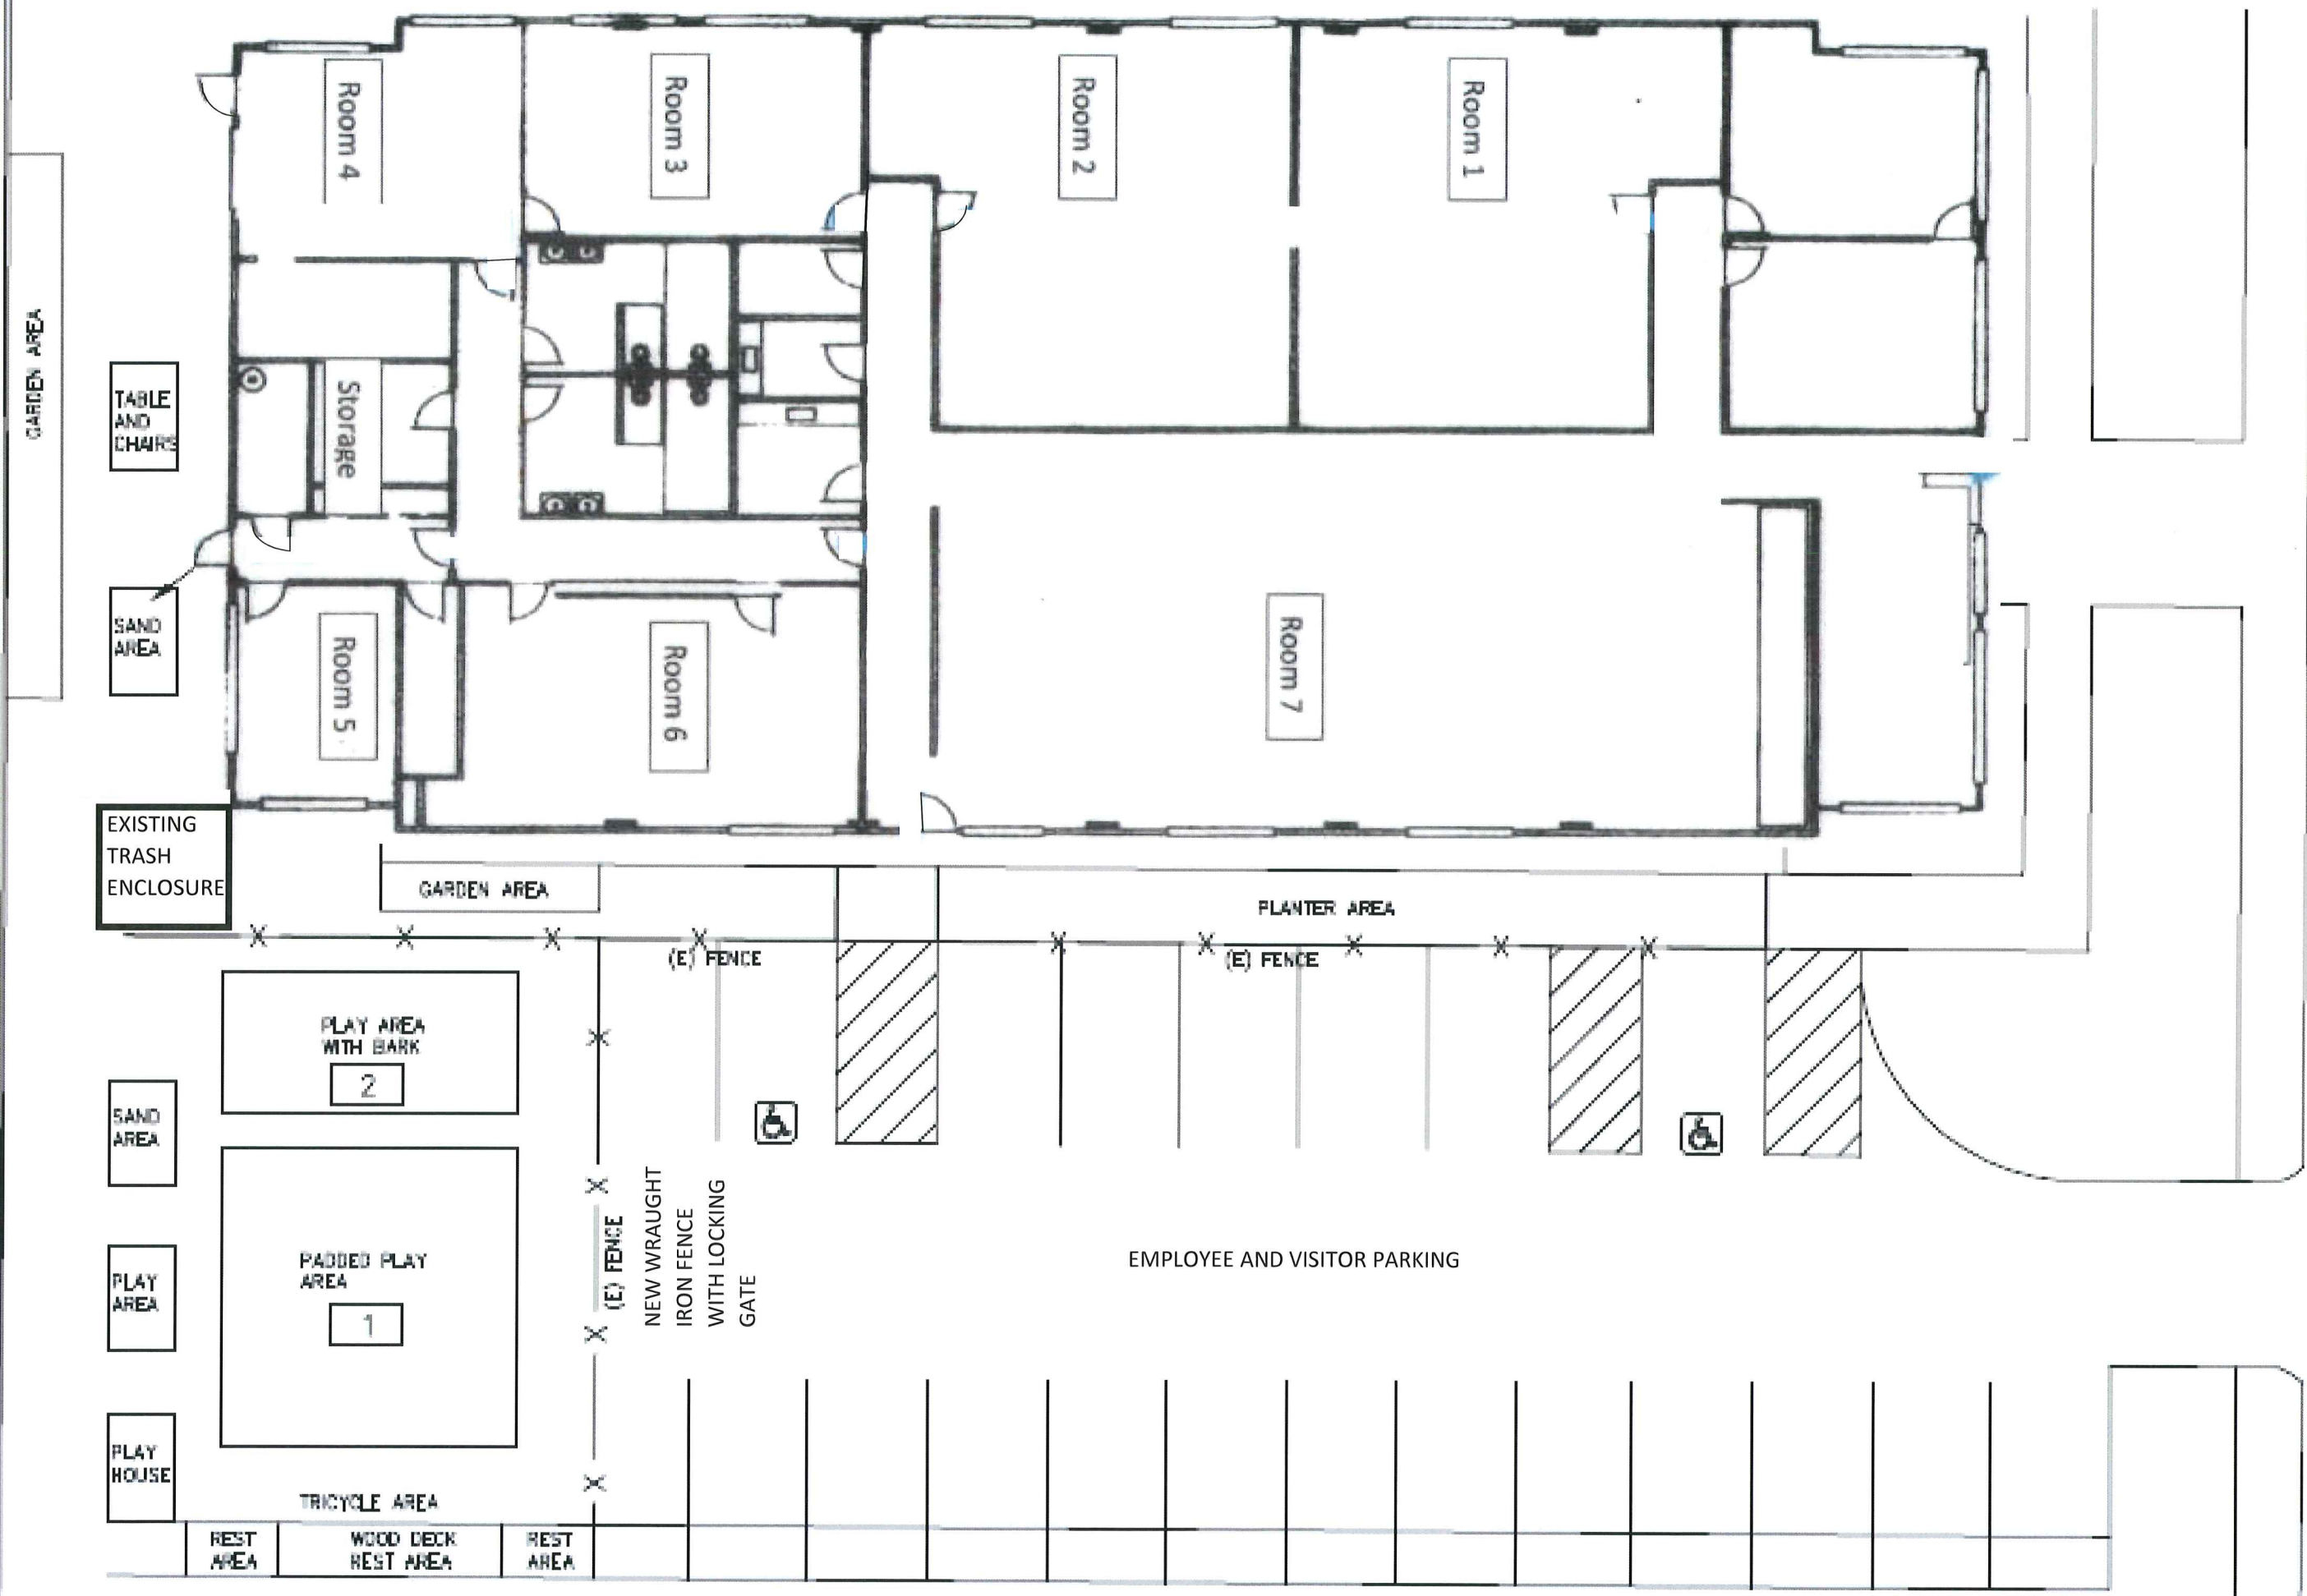 Room 4
Room 3
Room 2
Room 1
GARDEN AREA
TABLE
AND
CHAIRS
Storage
SAND
AREA
Room 5
Room 6
Room 7
EXISTING
TRASH
ENCLOSURE
GARDEN AREA
PLANTER AREA
(E) FENCE
(E) FENCE
PLAY AREA
WITH BARK
2
SAND
AREA
(E) FENCE
NEW WRAUGHT
IRON FENCE
WITH LOCKING
GATE
EMPLOYEE AND VISITOR PARKING
PADDED PLAY
AREA
1
PLAY
AREA
PLAY
HOUSE
TRICYCLE AREA
REST
AREA
WOOD DECK
REST AREA
REST
AREA